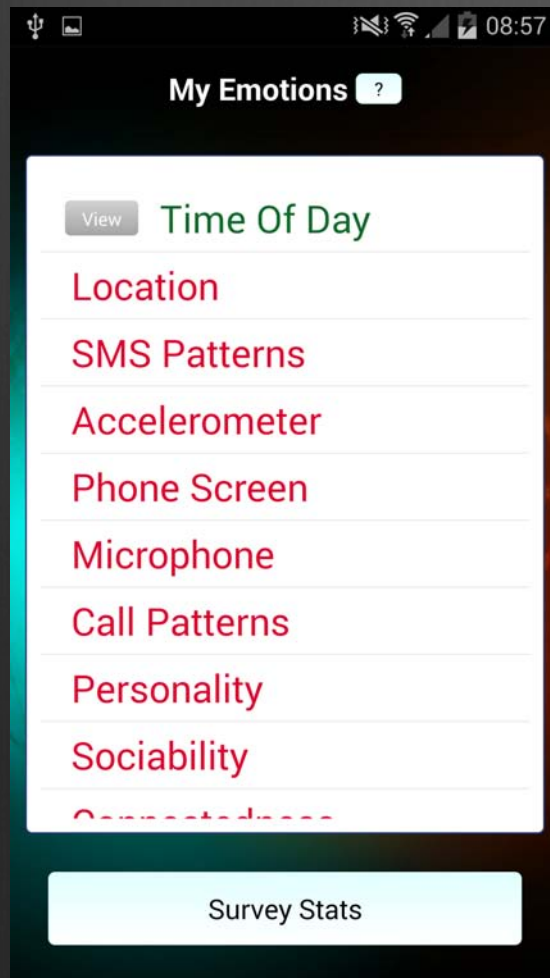 08:57
My Emotions ?
View Time Of Day
Location
SMS Patterns
Accelerometer
Phone Screen
Microphone
Call Patterns
Personality
Sociability
Connectedness
Survey Stats